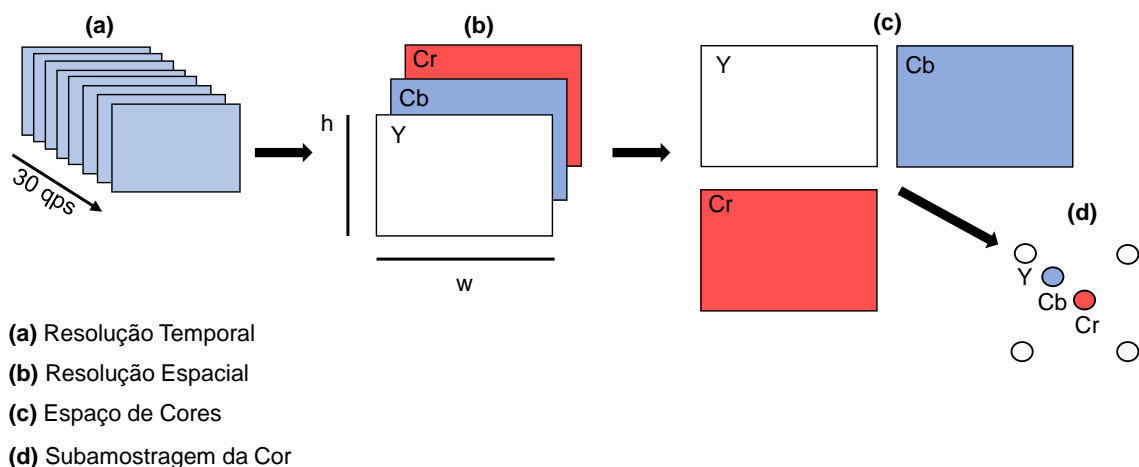 (a)
30 qps
(b)
Cr
Cb
Y
h
w
(c)
Y
Cb
Cr
(d)
Y
Cb
Cr
(a) Resolução Temporal
(b) Resolução Espacial
(c) Espaço de Cores
(d) Subamostragem da Cor